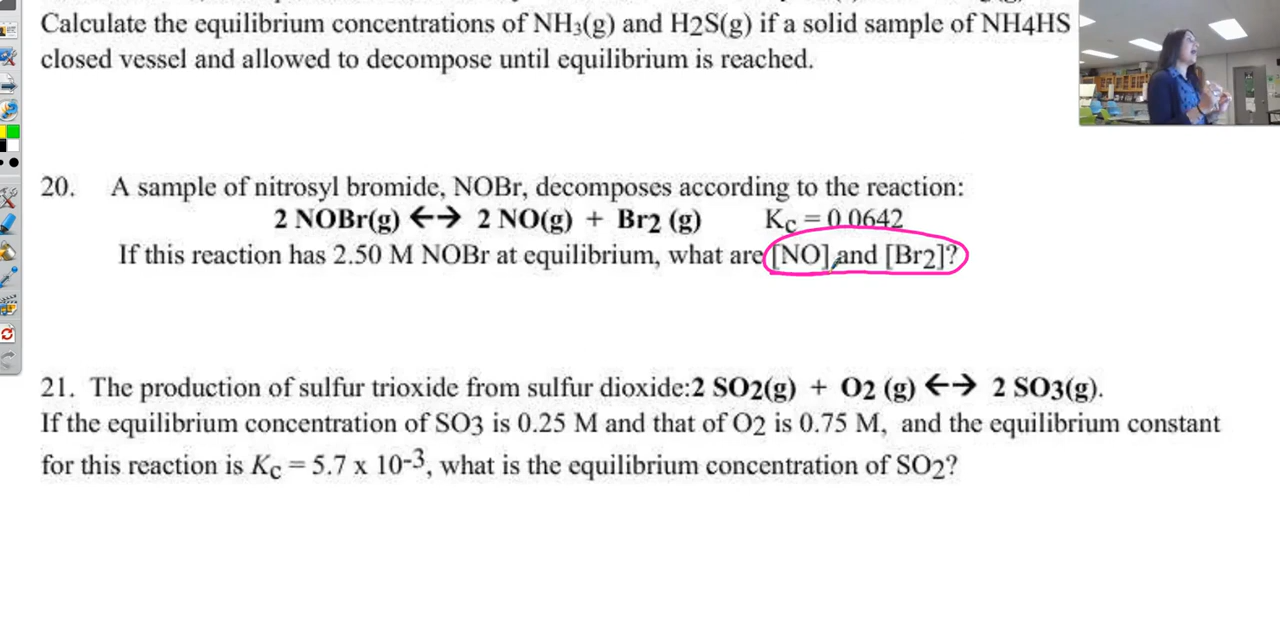 Calculate the equilibrium concentrations of NH3(g) and H2S(g) if a solid sample of NH4HS
closed vessel and allowed to decompose until equilibrium is reached.
20. A sample of nitrosyl bromide, NOBr, decomposes according to the reaction:
2 NOBr(g) ←→ 2 NO(g) + Br2 (g) Kc = 0.0642
If this reaction has 2.50 M NOBr at equilibrium, what are [NO] and [Br2]?
21. The production of sulfur trioxide from sulfur dioxide:2 SO2(g) + O2 (g) ←→ 2 SO3(g).
If the equilibrium concentration of SO3 is 0.25 M and that of O2 is 0.75 M, and the equilibrium constant
for this reaction is Kc = 5.7 x 10-3, what is the equilibrium concentration of SO2?